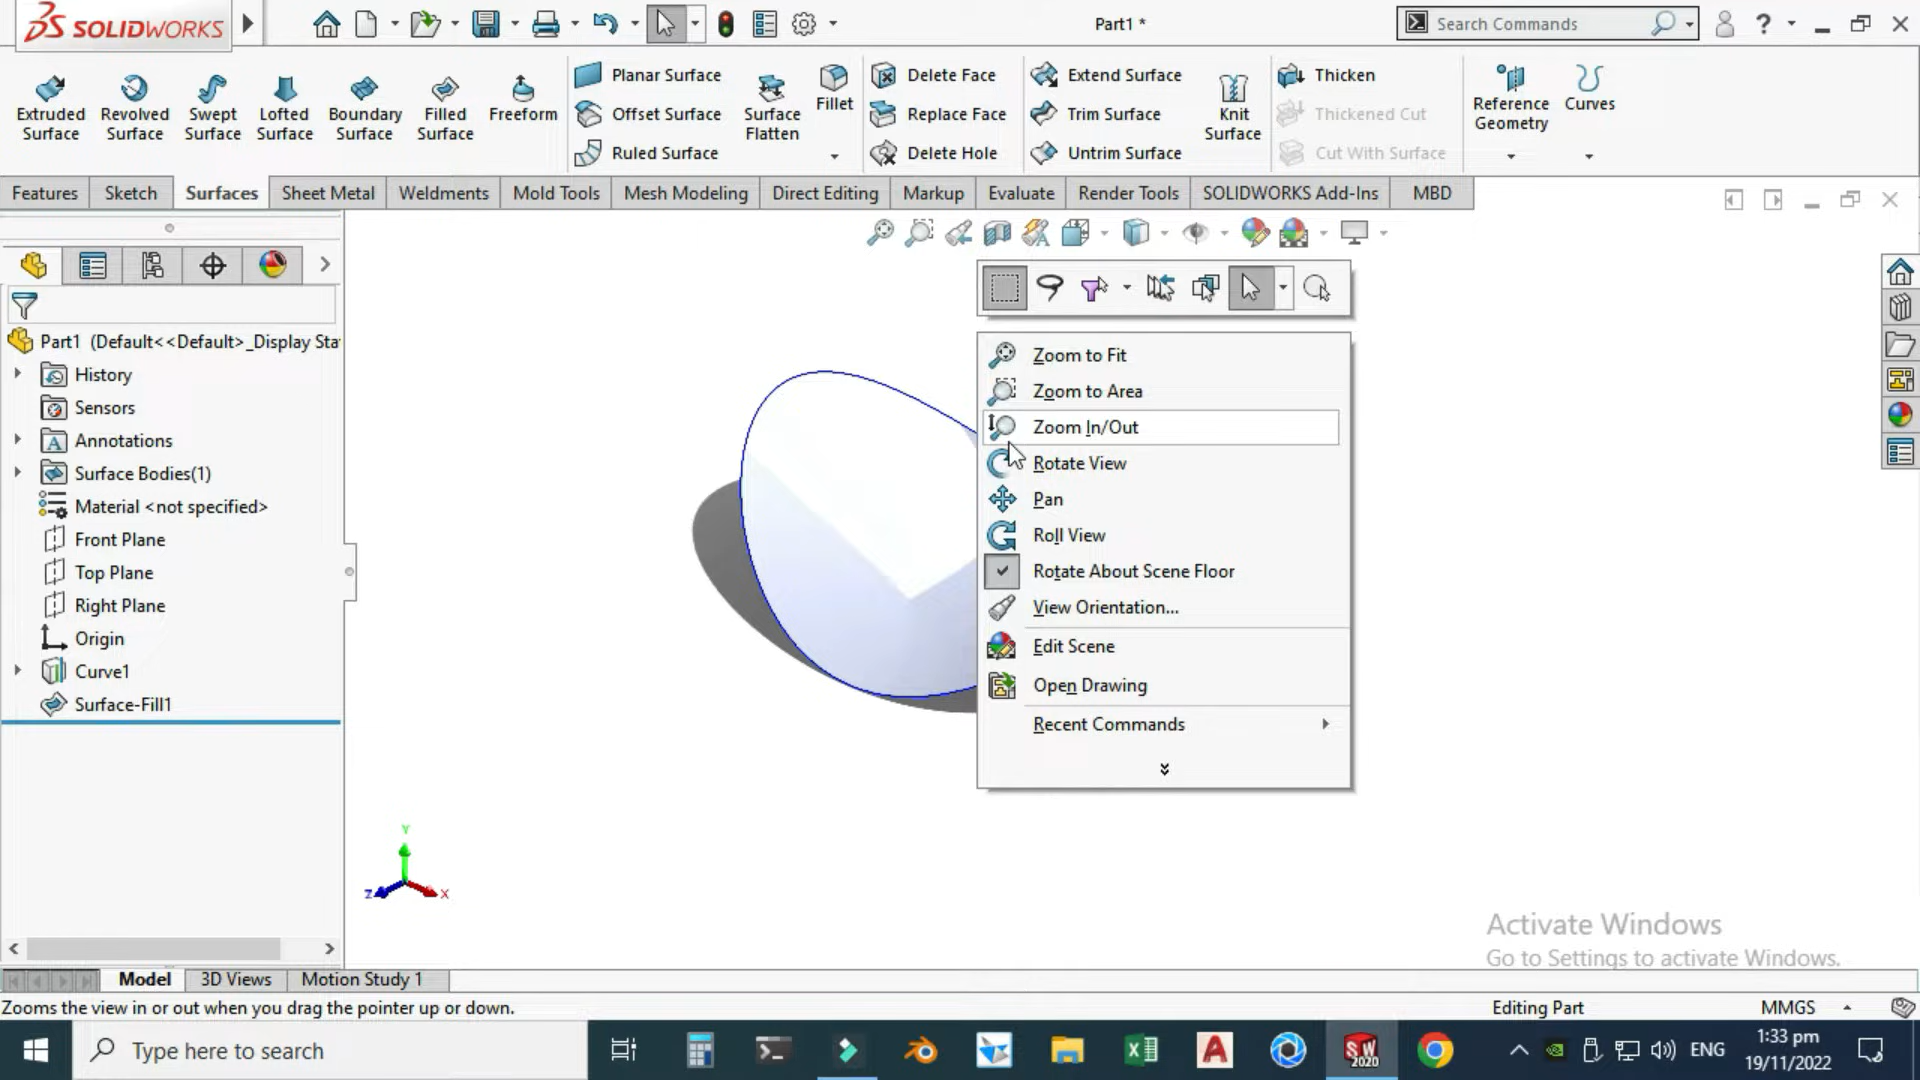 SOLIDWORKS
Part1 *
Search Commands
Extruded Surface
Revolved Surface
Swept Surface
Lofted Surface
Boundary Surface
Filled Surface
Freeform
Planar Surface
Offset Surface
Ruled Surface
Surface Flatten
Fillet
Delete Face
Replace Face
Delete Hole
Extend Surface
Trim Surface
Untrim Surface
Knit Surface
Thicken
Thickened Cut
Cut With Surface
Reference Geometry
Curves
Features
Sketch
Surfaces
Sheet Metal
Weldments
Mold Tools
Mesh Modeling
Direct Editing
Markup
Evaluate
Render Tools
SOLIDWORKS Add-Ins
MBD
Part1 (Default<<Default>_Display Sta
History
Sensors
Annotations
Surface Bodies(1)
Material <not specified>
Front Plane
Top Plane
Right Plane
Origin
Curve1
Surface-Fill1
Zoom to Fit
Zoom to Area
Zoom In/Out
Rotate View
Pan
Roll View
Rotate About Scene Floor
View Orientation...
Edit Scene
Open Drawing
Recent Commands
Y
Z
X
Activate Windows
Go to Settings to activate Windows.
Model
3D Views
Motion Study 1
Zooms the view in or out when you drag the pointer up or down.
Editing Part
MMGS
Type here to search
SW 2020
ENG
1:33 pm
19/11/2022